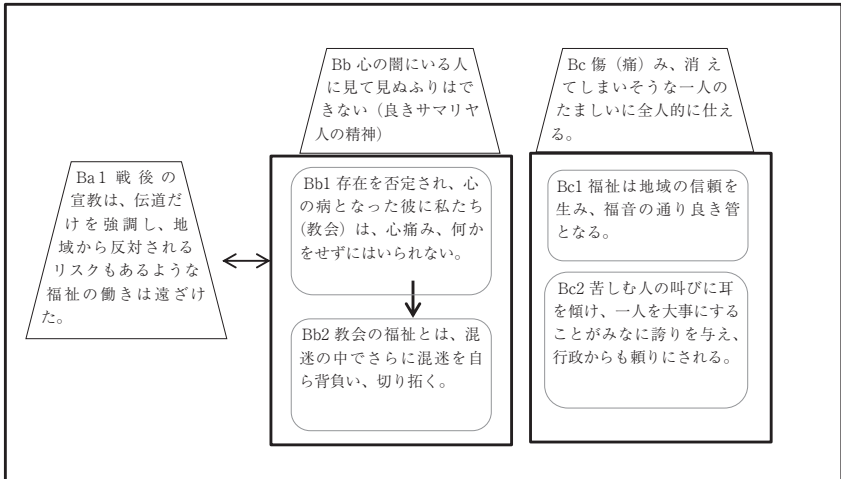 Bb 心の闇にいる人
に見て見ぬふりはで
きない（良きサマリヤ
人の精神）
Bc 傷（痛）み、消え
てしまいそうな一人の
たましいに全人的に仕え
る。
Ba1 戦後の
宣教は、伝道だ
けを強調し、地
域から反対される
リスクもあるような
福祉の働きは遠ざけ
た。
Bb1 存在を否定され、心
の病となった彼に私たち
（教会）は、心痛み、何か
をせずにはいられない。
Bb2 教会の福祉とは、混
迷の中でさらに混迷を自
ら背負い、切り拓く。
Bc1 福祉は地域の信頼を
生み、福音の通り良き管
となる。
Bc2 苦しむ人の叫びに耳
を傾け、一人を大事にする
ことがみなに誇りを与え、
行政からも頼りにされる。